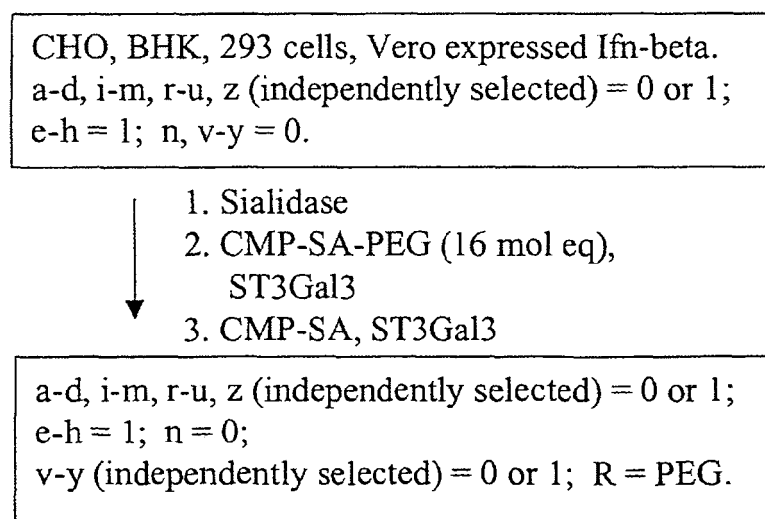 CHO, BHK, 293 cells, Vero expressed Ifn-beta.
a-d, i-m, r-u, z (independently selected) = 0 or 1;
e-h = 1; n, v-y = 0.
1. Sialidase
2. CMP-SA-PEG (16 mol eq),
ST3Gal3
3. CMP-SA, ST3Gal3
a-d, i-m, r-u, z (independently selected) = 0 or 1;
e-h = 1; n = 0;
v-y (independently selected) = 0 or 1; R = PEG.